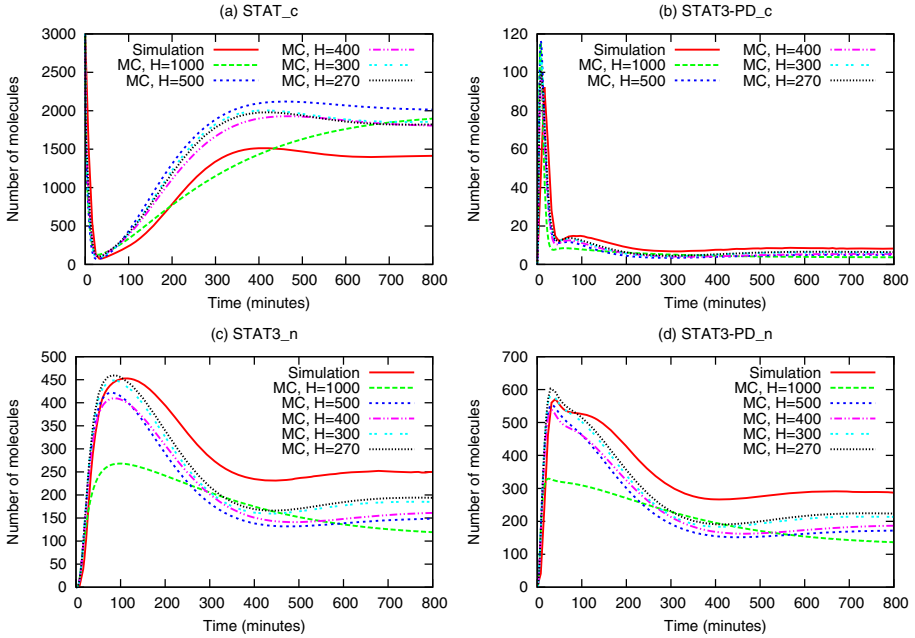 (a) STAT_c
Number of molecules
3000
2500
2000
1500
1000
500
0
Simulation
MC, H=1000
MC, H=500
MC, H=400
MC, H=300
MC, H=270
0 100 200 300 400 500 600 700 800
Time (minutes)
(b) STAT3-PD_c
Number of molecules
120
100
80
60
40
20
0
Simulation
MC, H=1000
MC, H=500
MC, H=400
MC, H=300
MC, H=270
0 100 200 300 400 500 600 700 800
Time (minutes)
(c) STAT3_n
Number of molecules
500
450
400
350
300
250
200
150
100
50
0
Simulation
MC, H=1000
MC, H=500
MC, H=400
MC, H=300
MC, H=270
0 100 200 300 400 500 600 700 800
Time (minutes)
(d) STAT3-PD_n
Number of molecules
700
600
500
400
300
200
100
0
Simulation
MC, H=1000
MC, H=500
MC, H=400
MC, H=300
MC, H=270
0 100 200 300 400 500 600 700 800
Time (minutes)